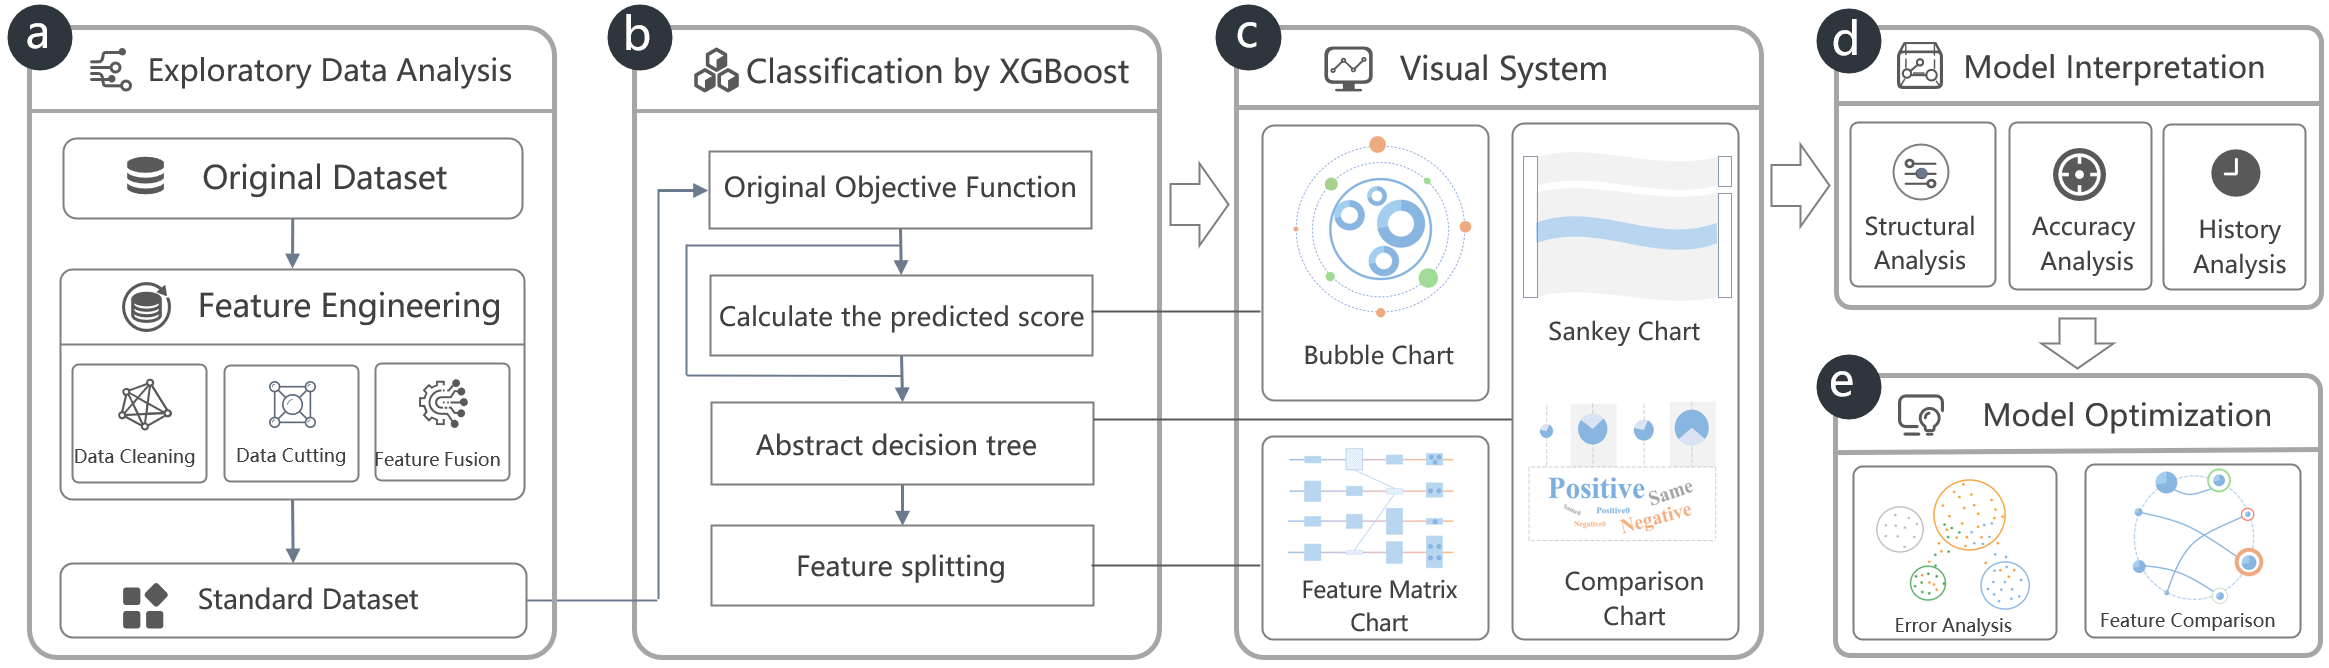 a
Exploratory Data Analysis
Original Dataset
Feature Engineering
Data Cleaning
Data Cutting
Feature Fusion
Standard Dataset
b
Classification by XGBoost
Original Objective Function
Calculate the predicted score
Abstract decision tree
Feature splitting
c
Visual System
Bubble Chart
Sankey Chart
Feature Matrix
Chart
Positive
Same
Same0
Positive0
Negative0
Negative
Comparison
Chart
d
Model Interpretation
Structural
Analysis
Accuracy
Analysis
History
Analysis
e
Model Optimization
Error Analysis
Feature Comparison